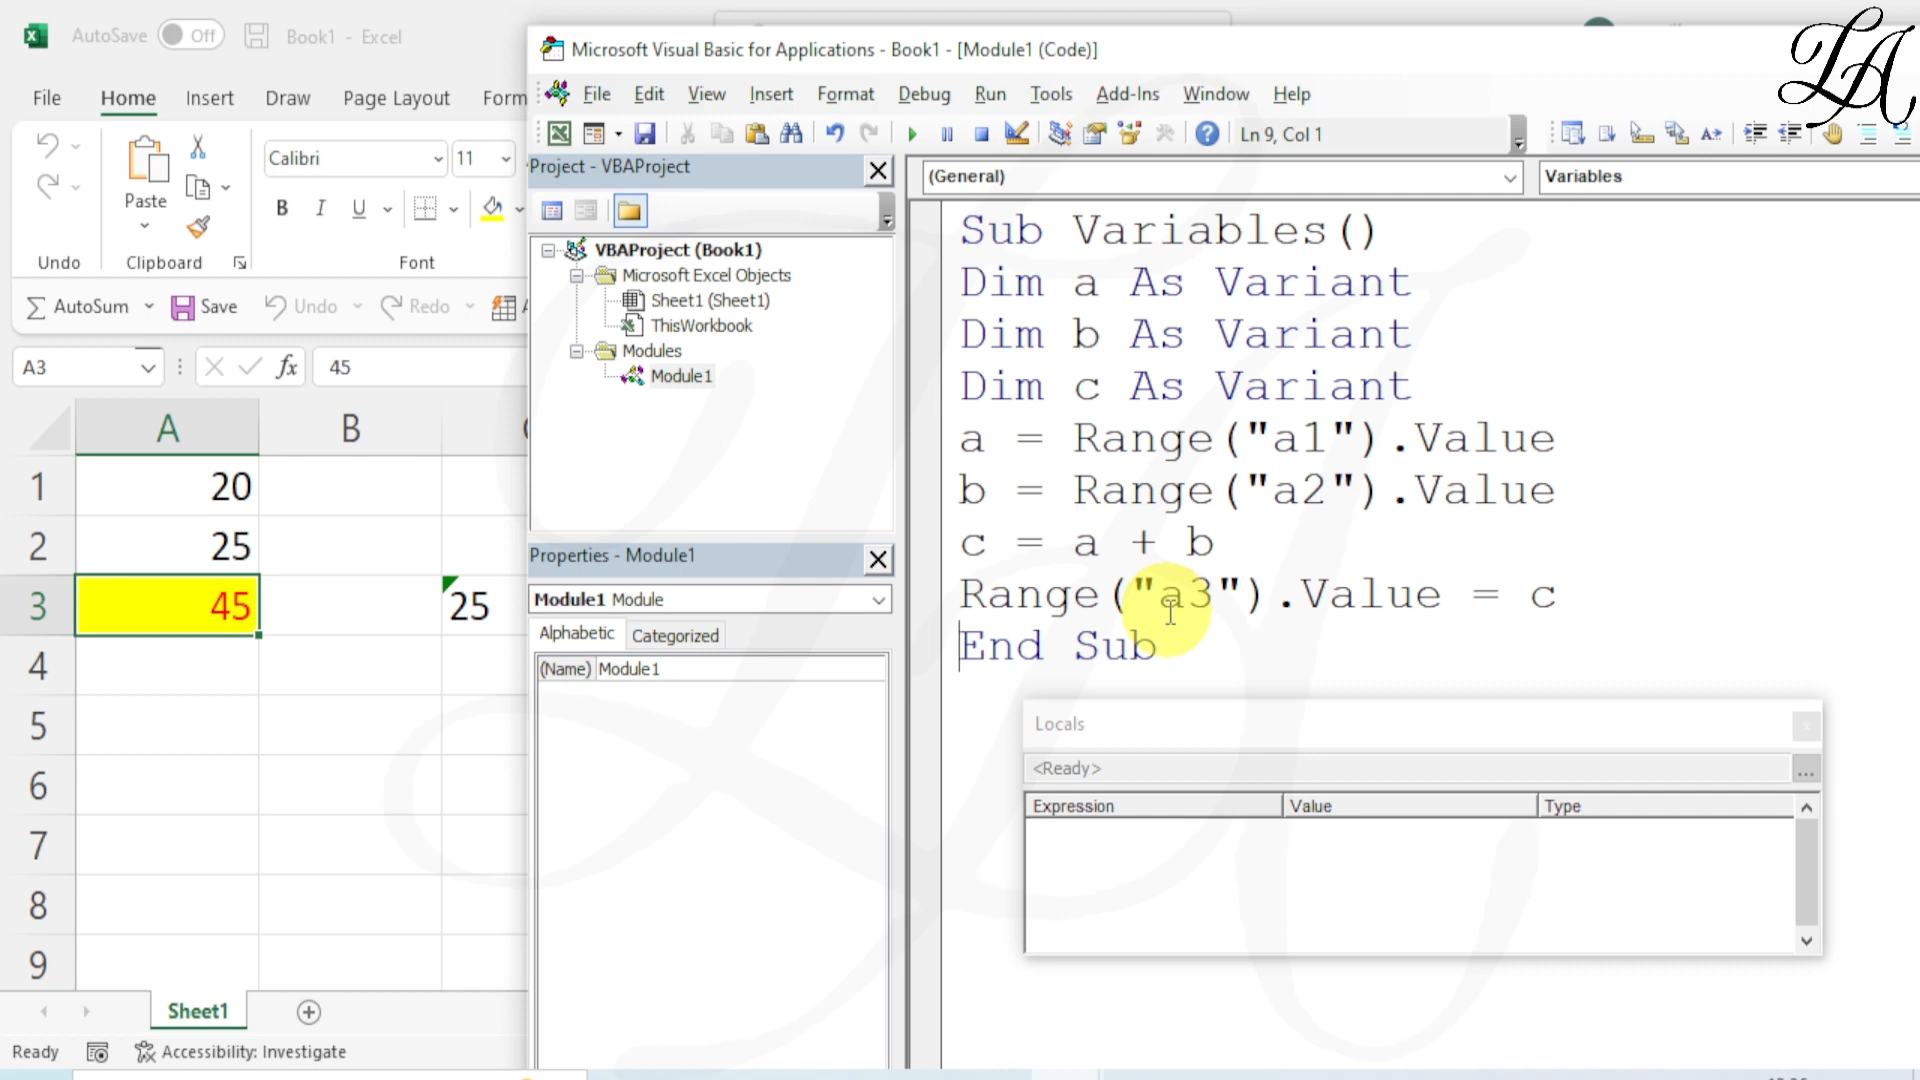 AutoSave Off Book1 - Excel
File Home Insert Draw Page Layout Form
Paste
Calibri 11
B I U
Undo Clipboard Font
AutoSum Save Undo Redo
A3 fx 45
A B
1 20
2 25
3 45 25
4
5
6
7
8
9
Sheet1
Ready Accessibility: Investigate
Microsoft Visual Basic for Applications - Book1 - [Module1 (Code)]
File Edit View Insert Format Debug Run Tools Add-Ins Window Help
Ln 9, Col 1
Project - VBAProject
VBAProject (Book1)
Microsoft Excel Objects
Sheet1 (Sheet1)
ThisWorkbook
Modules
Module1
Properties - Module1
Module1 Module
Alphabetic Categorized
(Name) Module1
(General) Variables
Sub Variables()
Dim a As Variant
Dim b As Variant
Dim c As Variant
a = Range("a1").Value
b = Range("a2").Value
c = a + b
Range("a3").Value = c
End Sub
Locals
<Ready> ...
Expression Value Type
LA